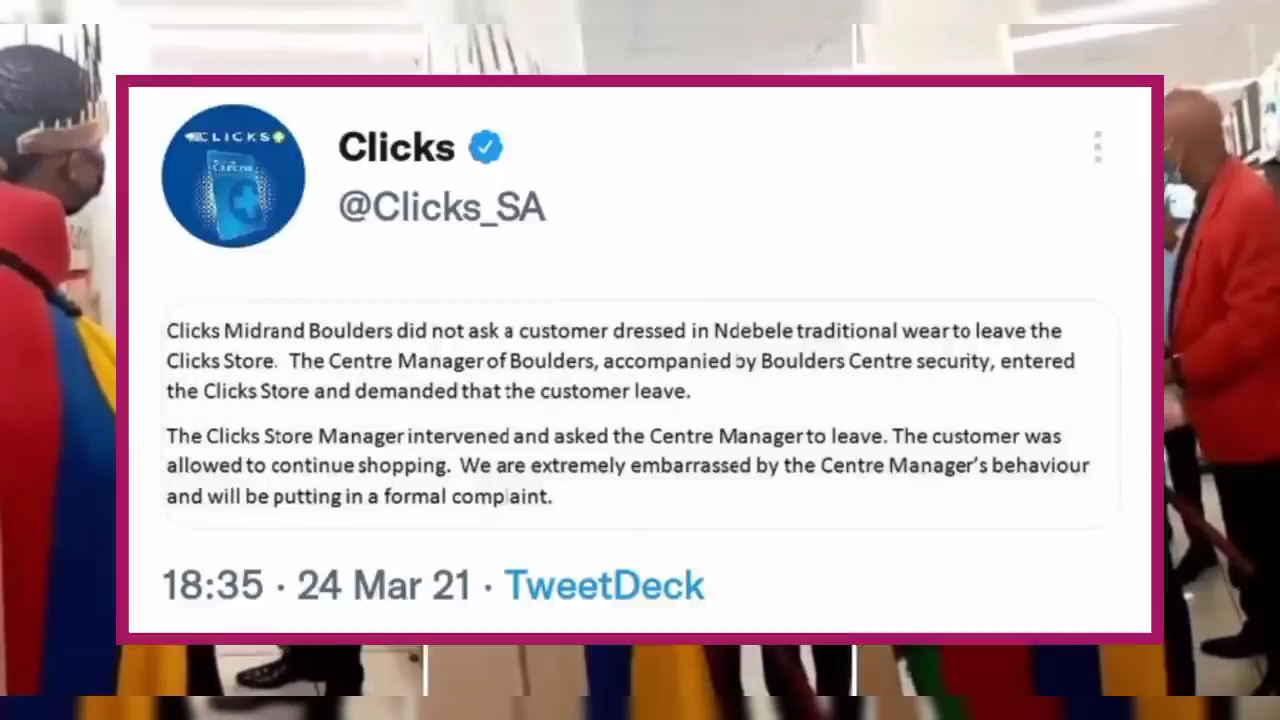 CLICKS
Clicks
@Clicks_SA
Clicks Midrand Boulders did not ask a customer dressed in Ndebele traditional wear to leave the
Clicks Store. The Centre Manager of Boulders, accompanied by Boulders Centre security, entered
the Clicks Store and demanded that the customer leave.
The Clicks Store Manager intervened and asked the Centre Manager to leave. The customer was
allowed to continue shopping. We are extremely embarrassed by the Centre Manager's behaviour
and will be putting in a formal complaint.
18:35 · 24 Mar 21 · TweetDeck